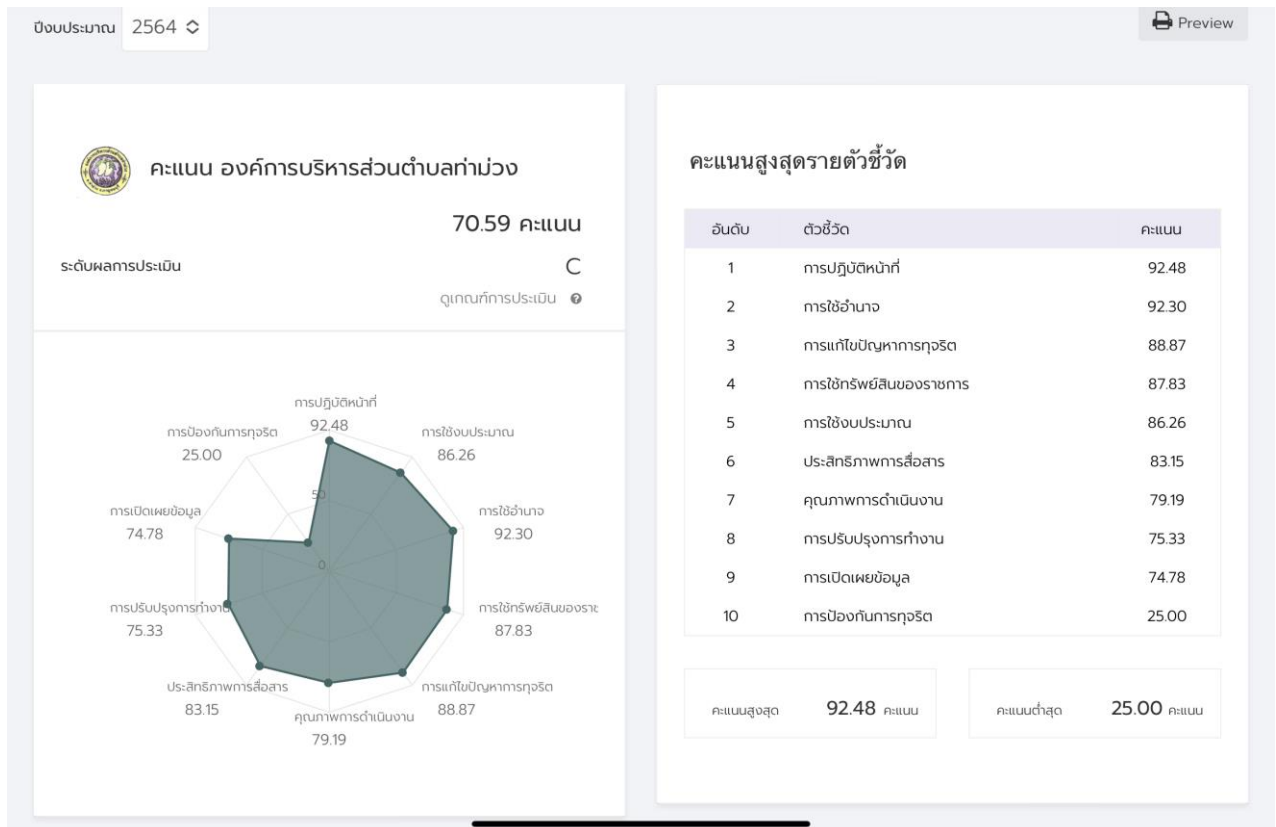 ปีงบประมาณ 2564
Preview
คะแนน องค์การบริหารส่วนตำบลท่าม่วง
70.59 คะแนน
ระดับผลการประเมิน C
ดูเกณฑ์การประเมิน
การปฏิบัติหน้าที่
92.48
การใช้งบประมาณ
86.26
การใช้อำนาจ
92.30
การใช้ทรัพย์สินของราช
87.83
การแก้ไขปัญหาการทุจริต
88.87
คุณภาพการดำเนินงาน
79.19
ประสิทธิภาพการสื่อสาร
83.15
การปรับปรุงการทำงาน
75.33
การเปิดเผยข้อมูล
74.78
การป้องกันการทุจริต
25.00
50
0
คะแนนสูงสุดรายตัวชี้วัด
อันดับ ตัวชี้วัด คะแนน
1 การปฏิบัติหน้าที่ 92.48
2 การใช้อำนาจ 92.30
3 การแก้ไขปัญหาการทุจริต 88.87
4 การใช้ทรัพย์สินของราชการ 87.83
5 การใช้งบประมาณ 86.26
6 ประสิทธิภาพการสื่อสาร 83.15
7 คุณภาพการดำเนินงาน 79.19
8 การปรับปรุงการทำงาน 75.33
9 การเปิดเผยข้อมูล 74.78
10 การป้องกันการทุจริต 25.00
คะแนนสูงสุด 92.48 คะแนน
คะแนนต่ำสุด 25.00 คะแนน